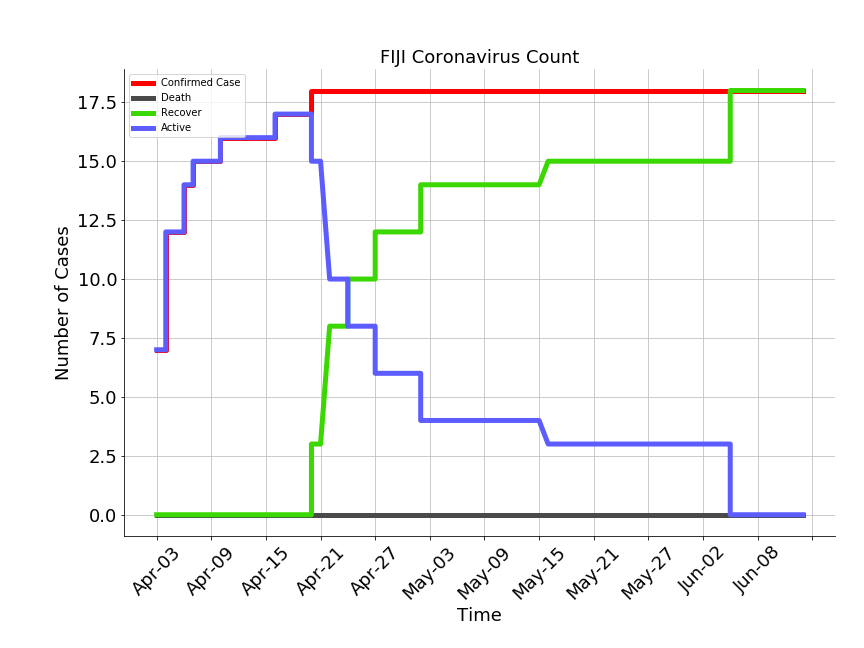 FIJI Coronavirus Count
Confirmed Case
Death
Recover
Active
Number of Cases
17.5
15.0
12.5
10.0
7.5
5.0
2.5
0.0
Apr-03
Apr-09
Apr-15
Apr-21
Apr-27
May-03
May-09
May-15
May-21
May-27
Jun-02
Jun-08
Time